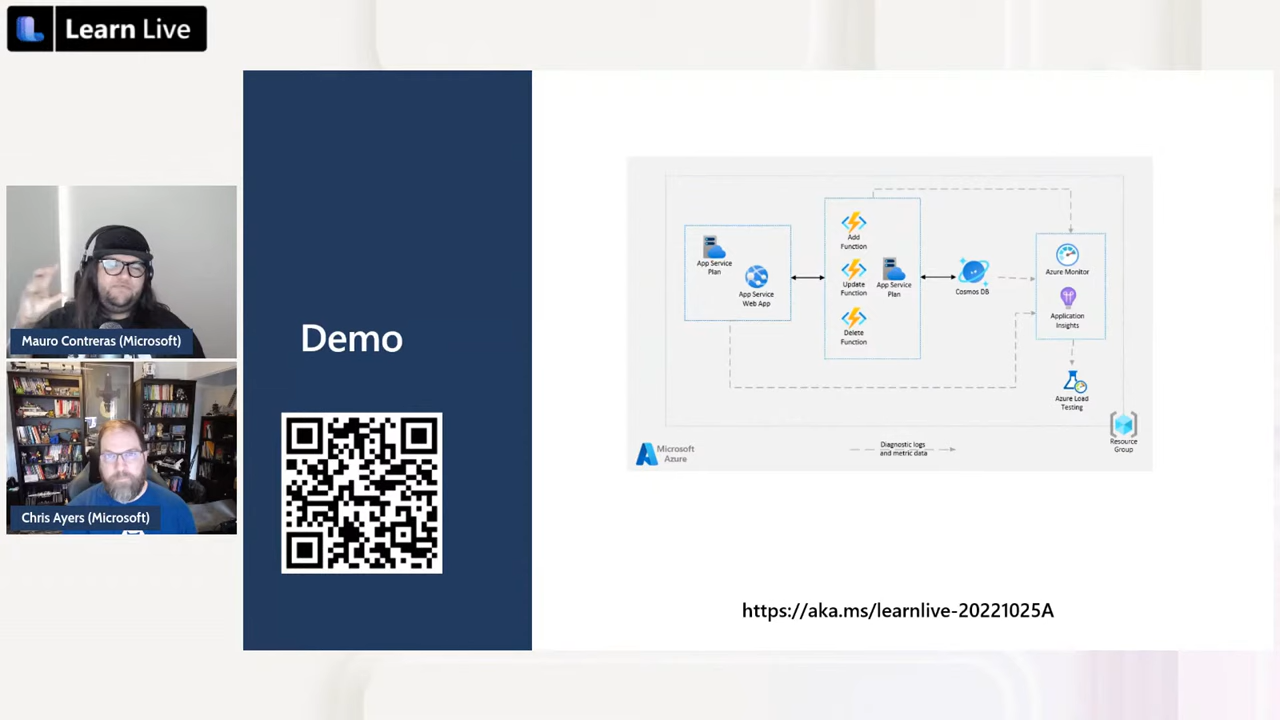 Learn Live
Mauro Contreras (Microsoft)
Chris Ayers (Microsoft)
Demo
App Service
Plan
App Service
Web App
Add
Function
Update
Function
Delete
Function
App Service
Plan
Cosmos DB
Azure Monitor
Application
Insights
Azure Load
Testing
Resource
Group
Microsoft
Azure
Diagnostic logs
and metric data
https://aka.ms/learnlive-20221025A